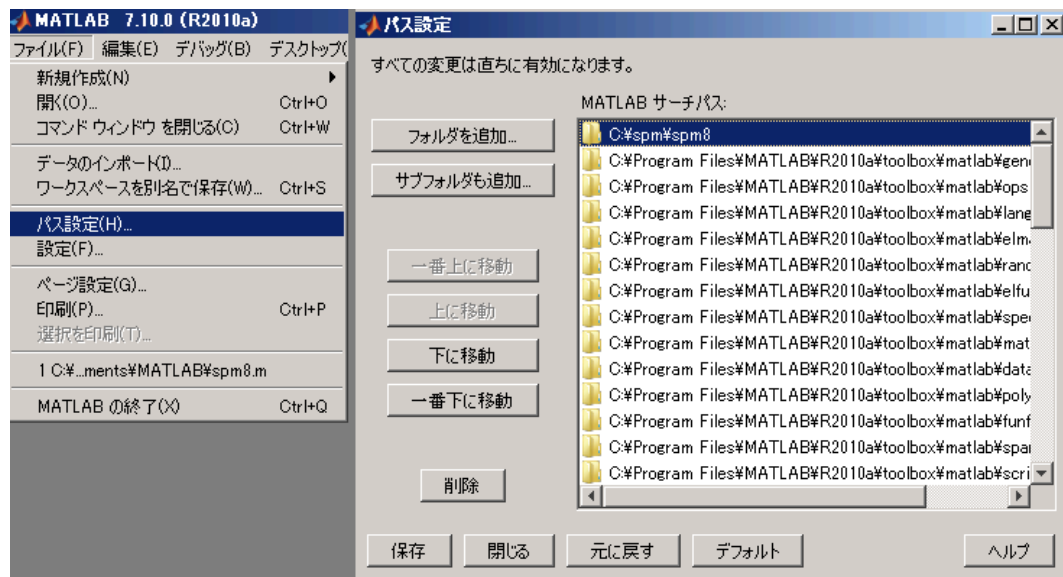 MATLAB 7.10.0 (R2010a)
ファイル(F) 編集(E) デバッグ(B) デスクトップ(
新規作成(N)
開く(O)...	Ctrl+O
コマンド ウィンドウ を閉じる(C)	Ctrl+W
データのインポート(I)...
ワークスペースを別名で保存(W)...	Ctrl+S
パス設定(H)...
設定(F)...
ページ設定(G)...
印刷(P)...	Ctrl+P
選択を印刷(T)...
1 C:¥...ments¥MATLAB¥spm8.m
MATLAB の終了(X)	Ctrl+Q
パス設定
すべての変更は直ちに有効になります。
フォルダを追加...
サブフォルダも追加...
一番上に移動
上に移動
下に移動
一番下に移動
削除
MATLAB サーチパス:
C:¥spm¥spm8
C:¥Program Files¥MATLAB¥R2010a¥toolbox¥matlab¥gene
C:¥Program Files¥MATLAB¥R2010a¥toolbox¥matlab¥ops
C:¥Program Files¥MATLAB¥R2010a¥toolbox¥matlab¥lang
C:¥Program Files¥MATLAB¥R2010a¥toolbox¥matlab¥elm
C:¥Program Files¥MATLAB¥R2010a¥toolbox¥matlab¥rand
C:¥Program Files¥MATLAB¥R2010a¥toolbox¥matlab¥elfu
C:¥Program Files¥MATLAB¥R2010a¥toolbox¥matlab¥spe
C:¥Program Files¥MATLAB¥R2010a¥toolbox¥matlab¥mat
C:¥Program Files¥MATLAB¥R2010a¥toolbox¥matlab¥data
C:¥Program Files¥MATLAB¥R2010a¥toolbox¥matlab¥poly
C:¥Program Files¥MATLAB¥R2010a¥toolbox¥matlab¥funf
C:¥Program Files¥MATLAB¥R2010a¥toolbox¥matlab¥spar
C:¥Program Files¥MATLAB¥R2010a¥toolbox¥matlab¥scri
保存 閉じる 元に戻す デフォルト ヘルプ